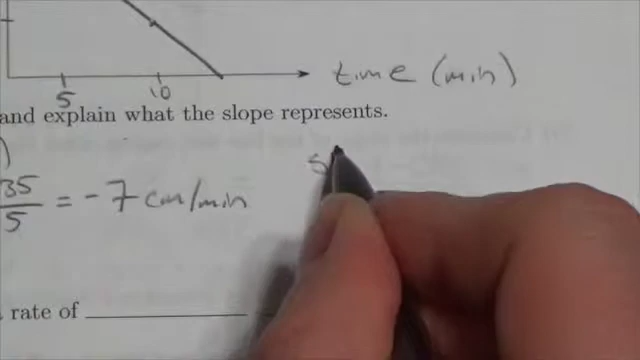 5
10
time (min)
and explain what the slope represents.
)
35
5
= -7 cm/min
s
rate of